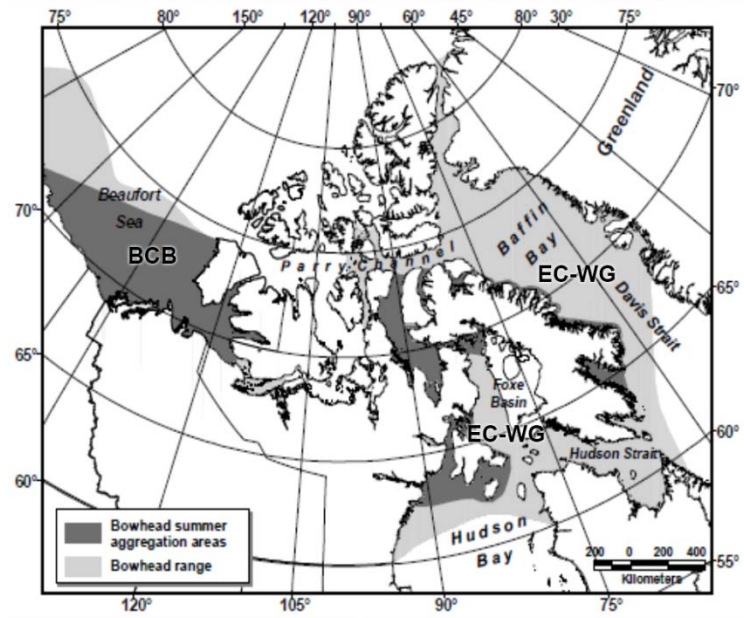 75° 80° 150° 120° 90° 60° 45° 80° 30° 75°
70°
Greenland
Beaufort
Sea
70°
BCB
Parry Channel
Baffin
Bay
EC-WG
Davis Strait
65°
65°
Foxe
Basin
EC-WG
60°
Hudson Strait
60°
Hudson
Bay
Bowhead summer
aggregation areas
Bowhead range
200 0 200 400
Kilometers
55°
120° 105° 90° 75°